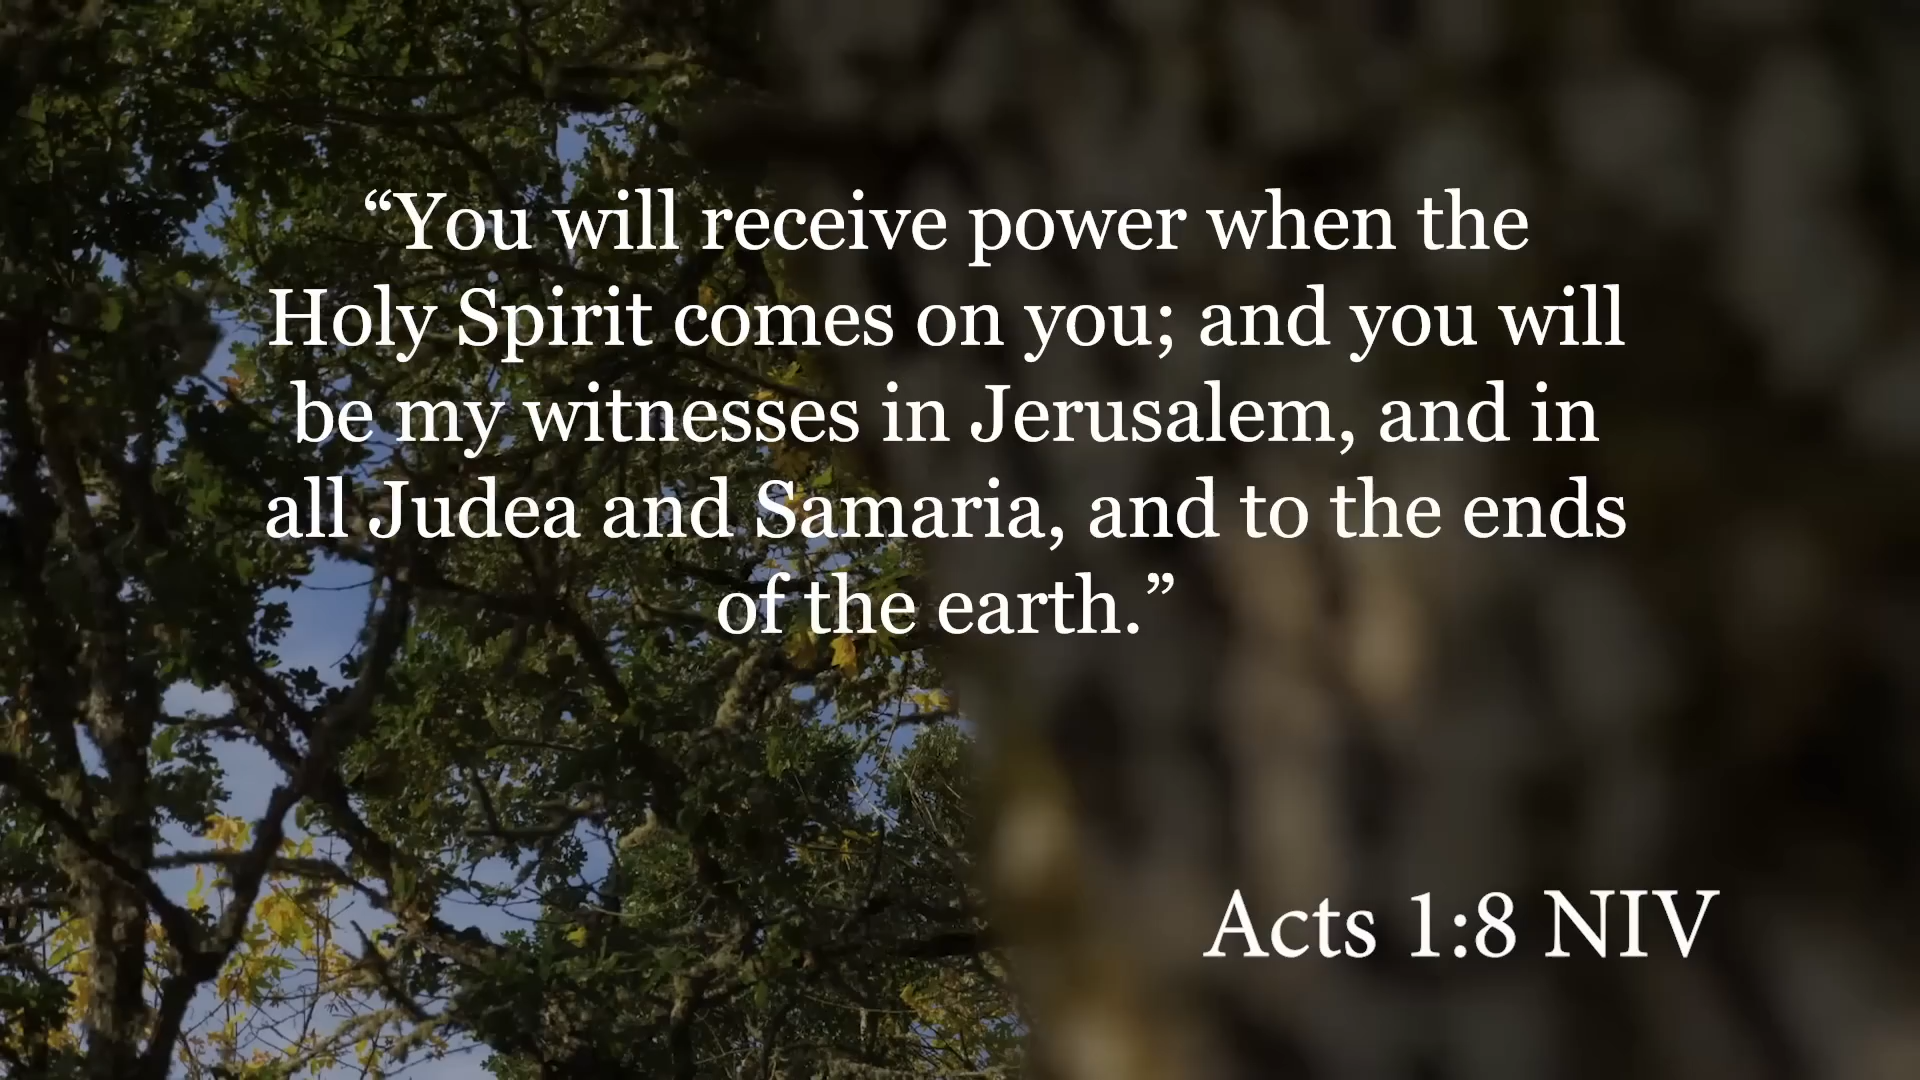 “You will receive power when the
Holy Spirit comes on you; and you will
be my witnesses in Jerusalem, and in
all Judea and Samaria, and to the ends
of the earth.”
Acts 1:8 NIV